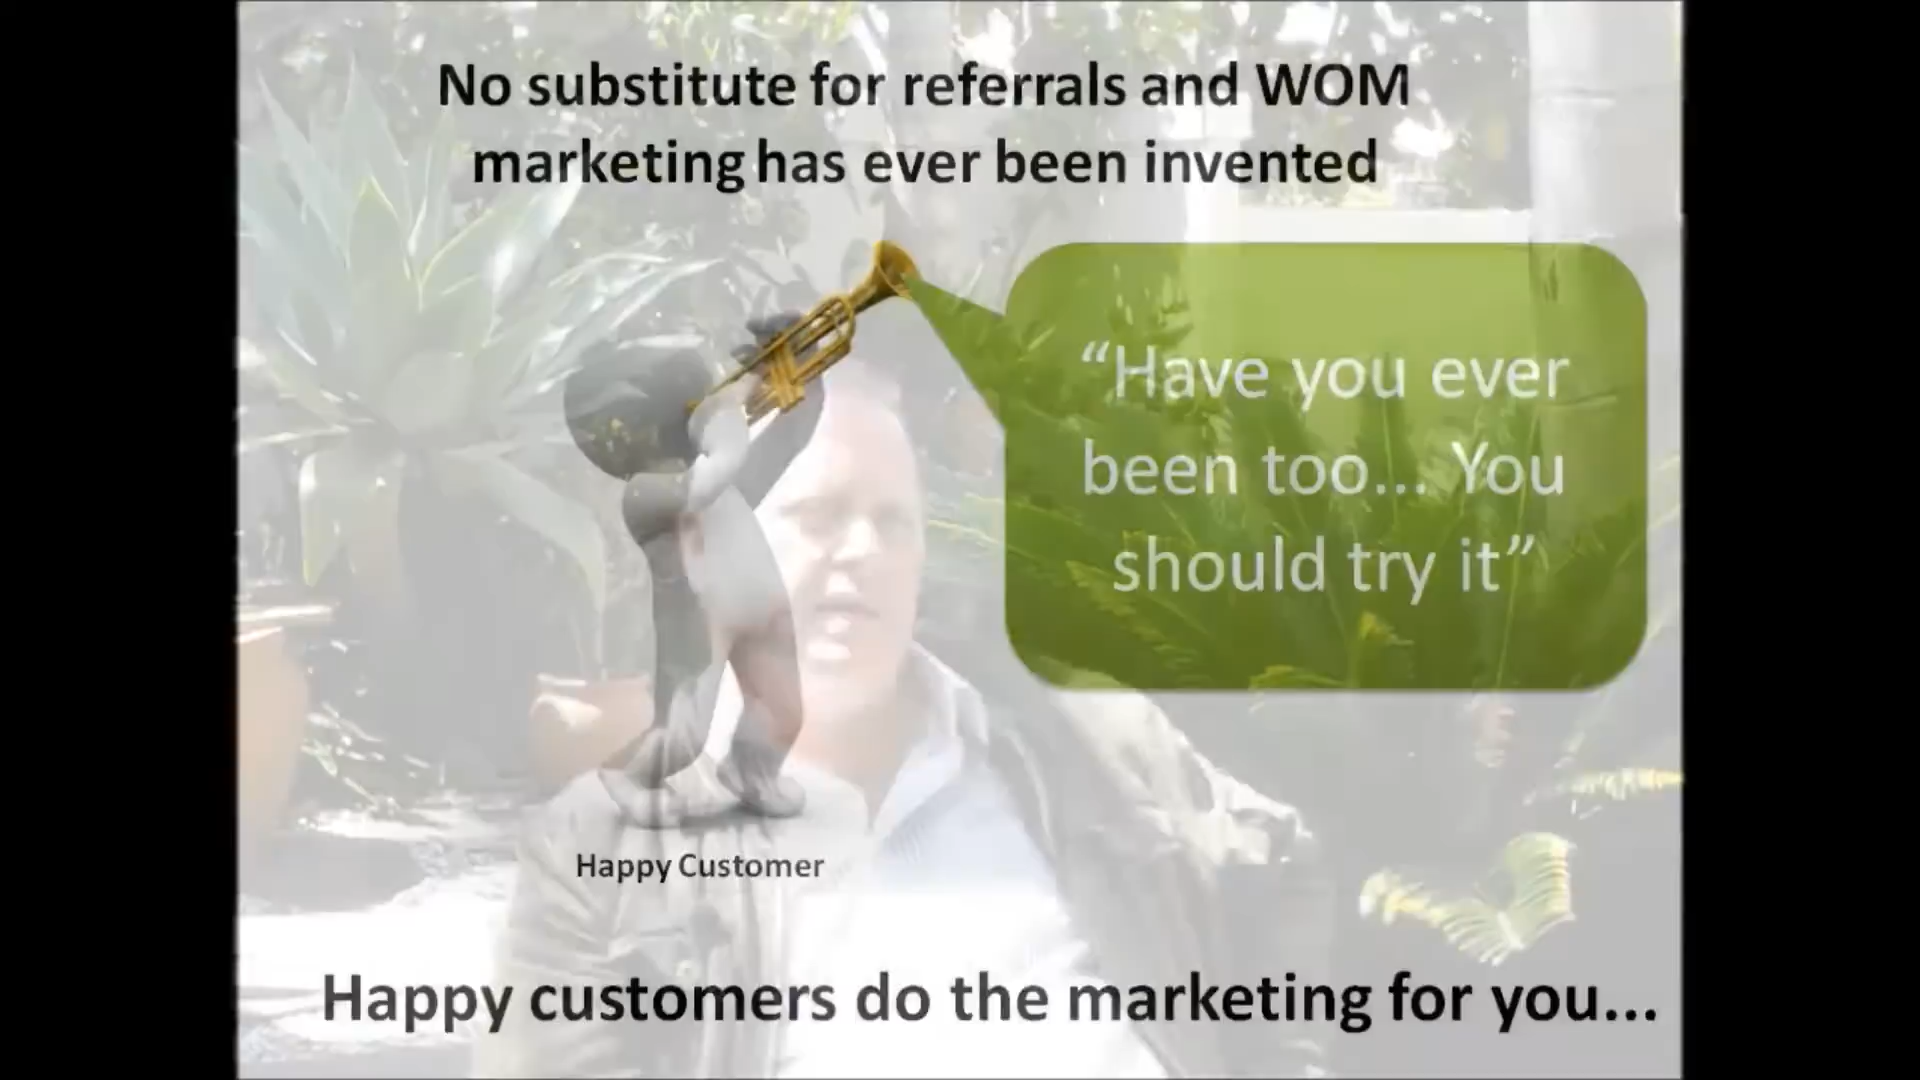 No substitute for referrals and WOM
marketing has ever been invented
“Have you ever
been too... You
should try it”
Happy Customer
Happy customers do the marketing for you...